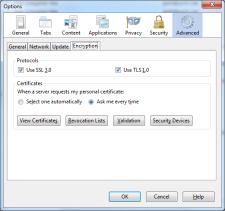 Options
General Tabs Content Applications Privacy Security Advanced
General Network Update Encryption
Protocols
Use SSL 3.0 Use TLS 1.0
Certificates
When a server requests my personal certificate:
Select one automatically Ask me every time
View Certificates Revocation Lists Validation Security Devices
OK Cancel Help